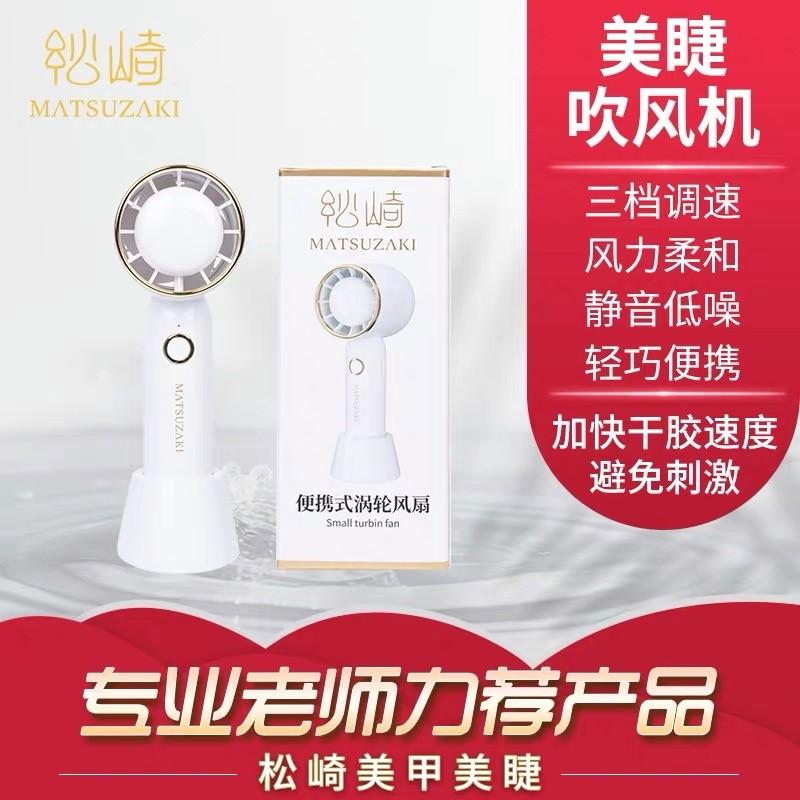 松崎
MATSUZAKI
美睫
吹风机
三档调速
风力柔和
静音低噪
轻巧便携
加快干胶速度
避免刺激
松崎
MATSUZAKI
MATSUZAKI
便携式涡轮风扇
Small turbin fan
专业老师力荐产品
松崎美甲美睫